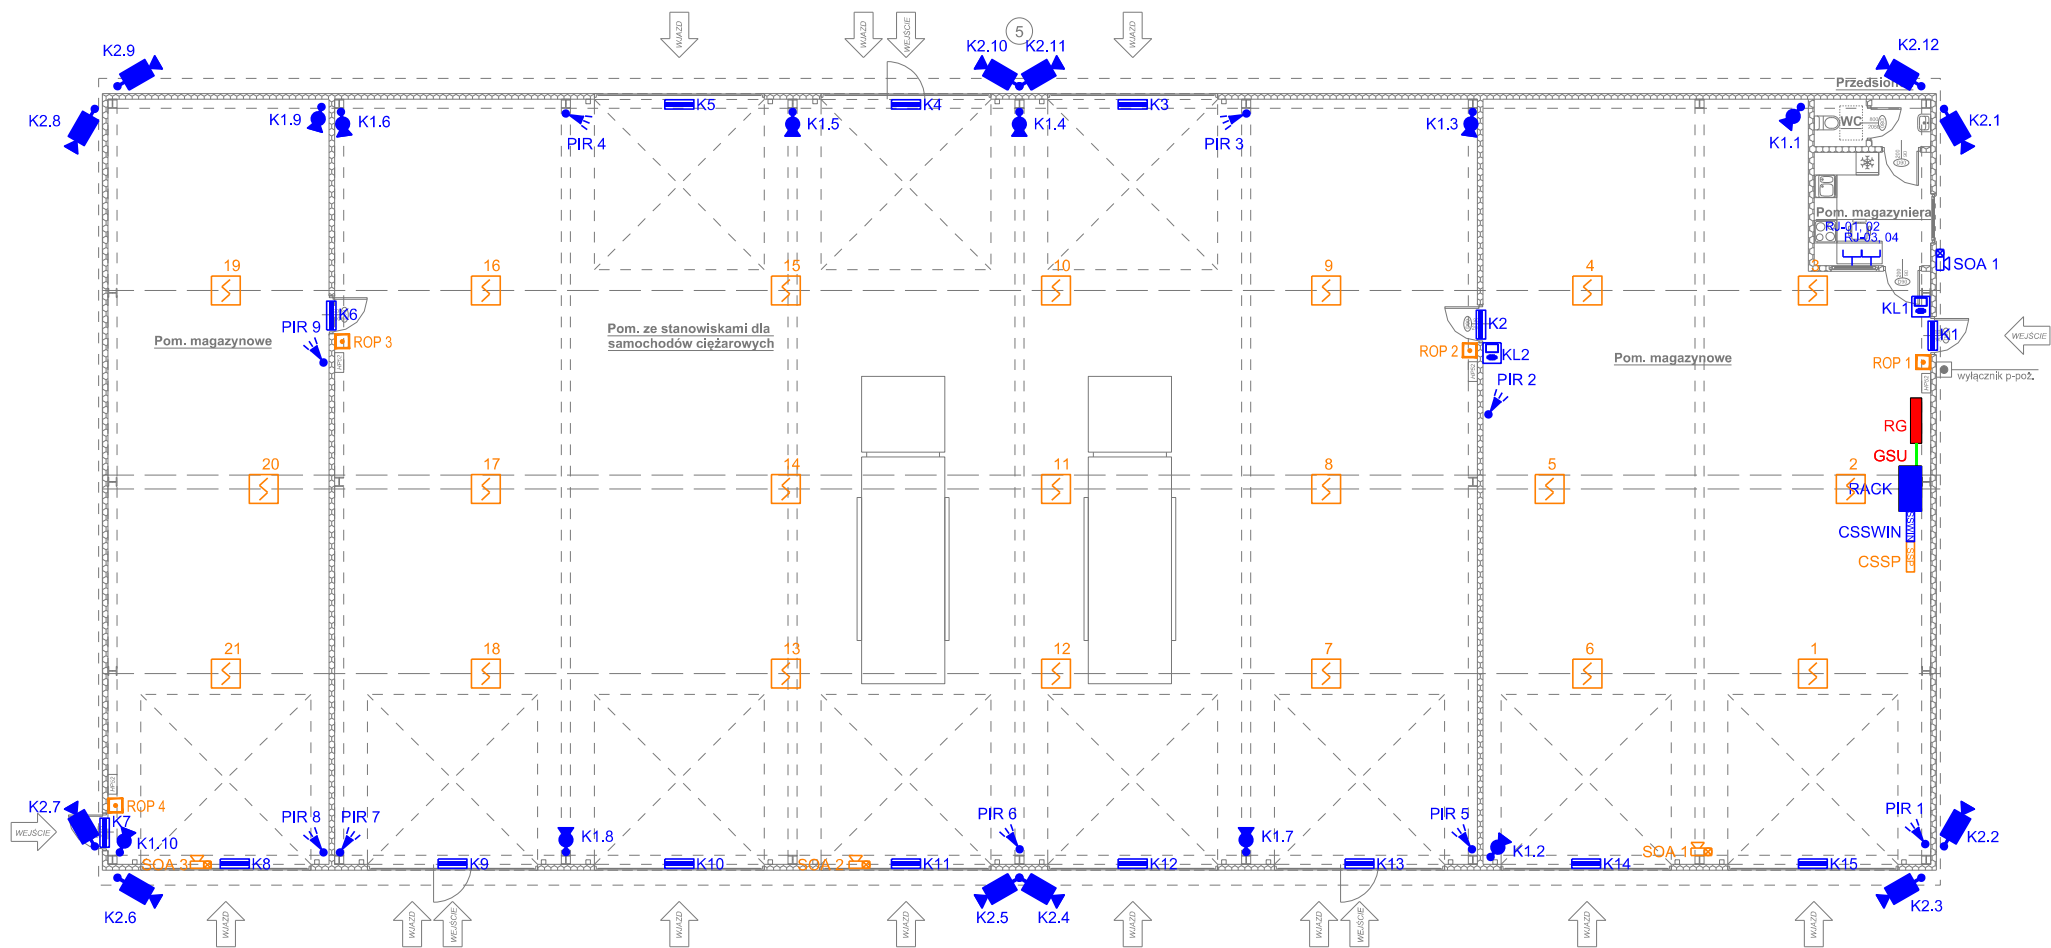 WJAZD
WJAZD
WEJŚCIE
5
WJAZD
K2.9
K2.10
K2.11
K2.12
Przedsion
K2.8
K1.9
K1.6
PIR 4
K5
K1.5
K4
K1.4
K3
PIR 3
K1.3
K1.1
WC
K2.1
Pom. magazyniera
RJ-01, 02
RJ-03, 04
SOA 1
19
16
15
10
9
4
3
KL1
K6
K2
K1
WEJŚCIE
PIR 9
ROP 3
Pom. magazynowe
Pom. ze stanowiskami dla
samochodów ciężarowych
ROP 2
KL2
Pom. magazynowe
ROP 1
HP52
HP52
HP52
wyłącznik p-poż.
PIR 2
RG
GSU
20
17
14
11
8
5
2
RACK
CSSWIN
CSSWIN
CSSP
CSSP
21
18
13
12
7
6
1
HP52
ROP 4
K2.7
K7
WEJŚCIE
K1.10
PIR 8
PIR 7
K1.8
PIR 6
K1.7
PIR 5
K1.2
PIR 1
K2.2
SOA 3
K8
K9
K10
SOA 2
K11
K12
K13
K14
SOA 1
K15
K2.6
K2.5
K2.4
K2.3
WJAZD
WJAZD
WEJŚCIE
WJAZD
WJAZD
WJAZD
WJAZD
WEJŚCIE
WJAZD
WJAZD